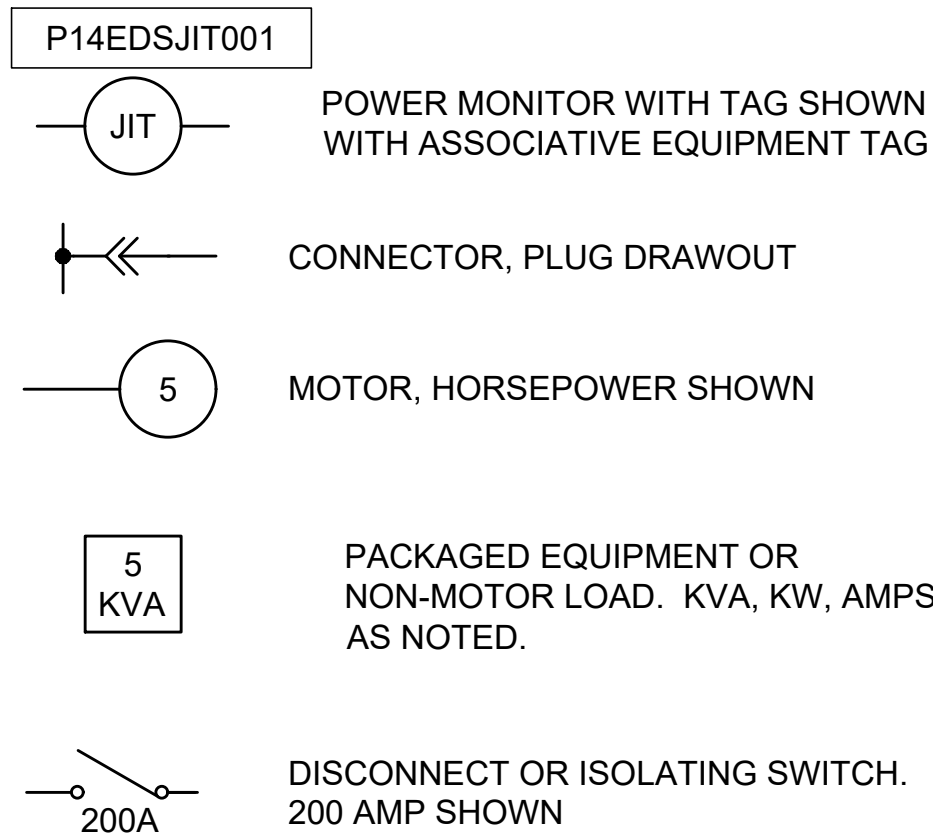 P14EDSJIT001
JIT
POWER MONITOR WITH TAG SHOWN
WITH ASSOCIATIVE EQUIPMENT TAG
CONNECTOR, PLUG DRAWOUT
5
MOTOR, HORSEPOWER SHOWN
5
KVA
PACKAGED EQUIPMENT OR
NON-MOTOR LOAD. KVA, KW, AMPS
AS NOTED.
200A
DISCONNECT OR ISOLATING SWITCH.
200 AMP SHOWN